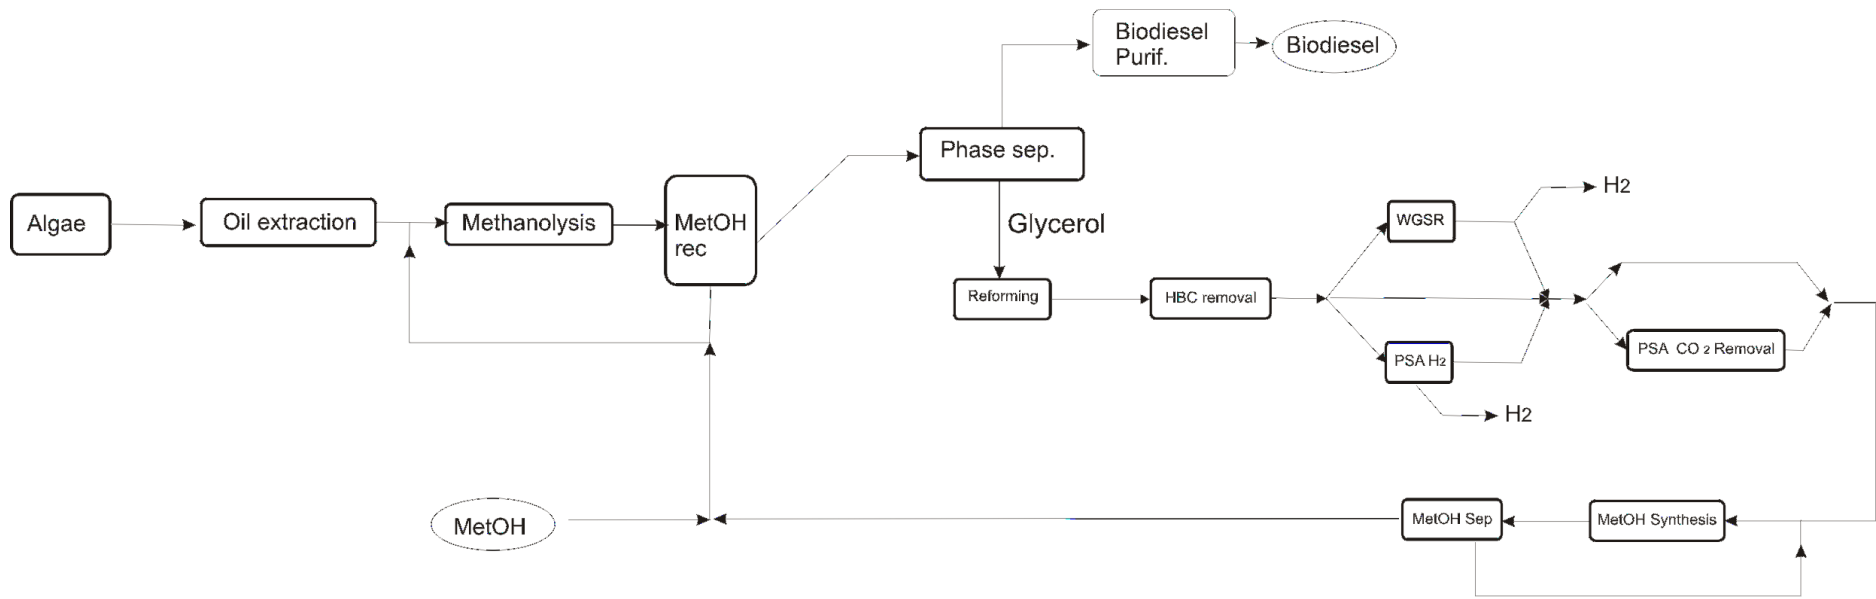 Biodiesel
Purif.
Biodiesel
Phase sep.
Algae
Oil extraction
Methanolysis
MetOH
rec
Glycerol
WGSR
H2
Reforming
HBC removal
PSA H2
PSA CO 2 Removal
H2
MetOH
MetOH Sep
MetOH Synthesis